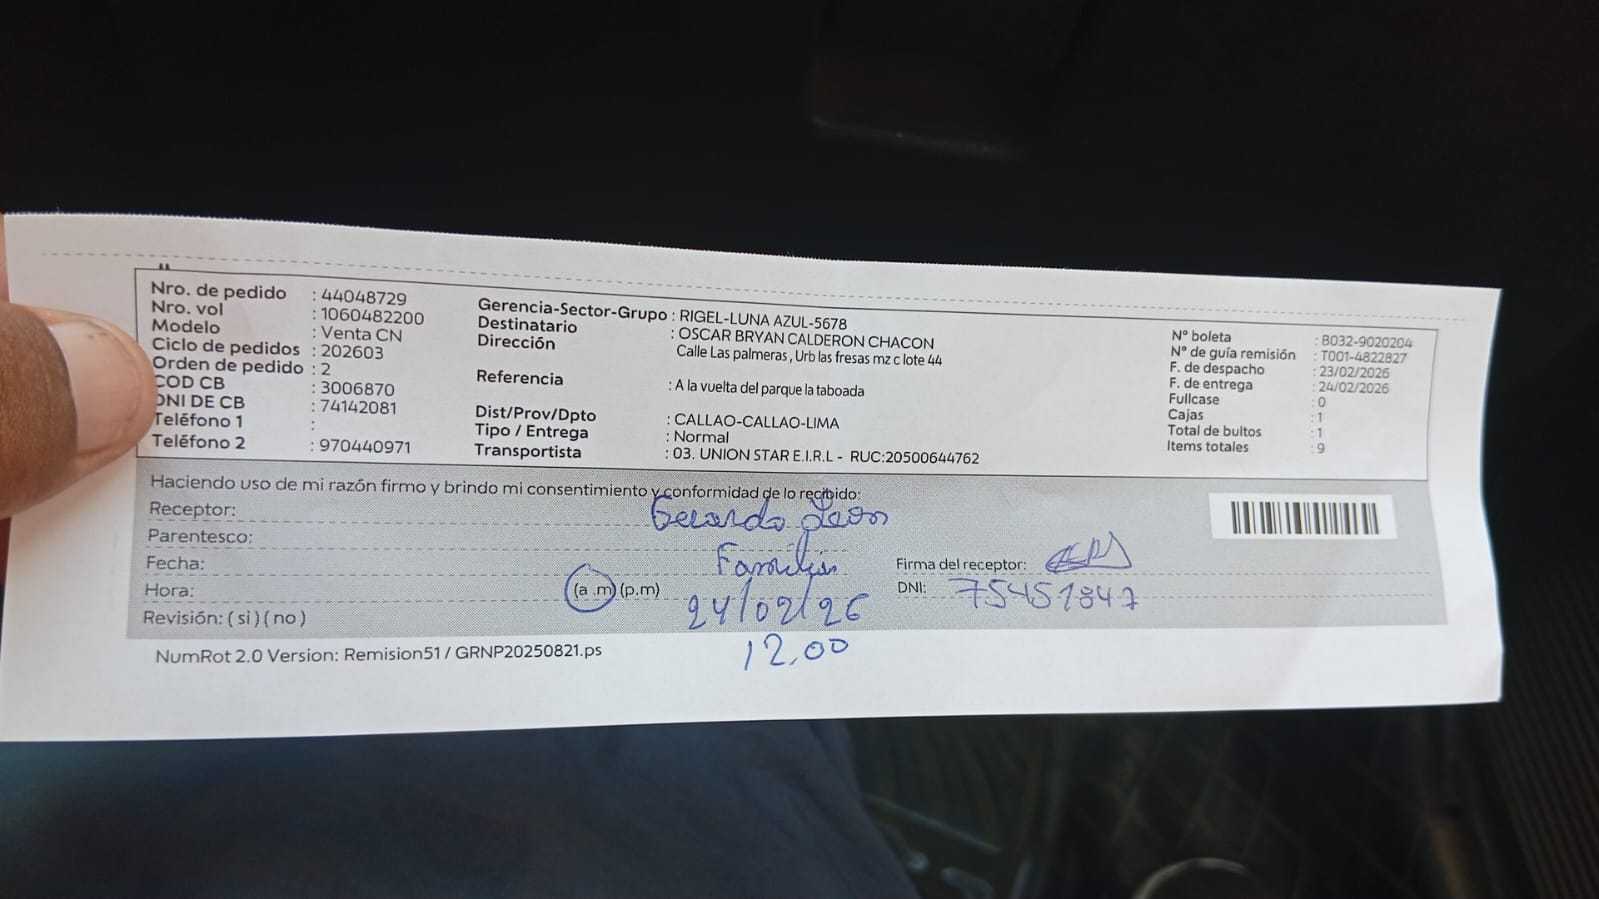 Nro. de pedido : 44048729
Nro. vol : 1060482200
Modelo : Venta CN
Ciclo de pedidos : 202603
Orden de pedido : 2
COD CB : 3006870
DNI DE CB : 74142081
Teléfono 1 :
Teléfono 2 : 970440971
Gerencia-Sector-Grupo : RIGEL-LUNA AZUL-5678
Destinatario : OSCAR BRYAN CALDERON CHACON
Dirección Calle Las palmeras, Urb las fresas mz c lote 44
Referencia : A la vuelta del parque la taboada
Dist/Prov/Dpto : CALLAO-CALLAO-LIMA
Tipo / Entrega : Normal
Transportista : 03. UNION STAR E.I.R.L - RUC:20500644762
N° boleta : B032-9020204
N° de guía remisión : T001-4822827
F. de despacho : 23/02/2026
F. de entrega : 24/02/2026
Fullcase : 0
Cajas : 1
Total de bultos : 1
Items totales : 9
Haciendo uso de mi razón firmo y brindo mi consentimiento y conformidad de lo recibido:
Receptor: Gerardo Leon
Parentesco: Familia
Fecha: 24/02/26
Hora: (a .m) (p.m) 12.00
Revisión: ( si ) ( no )
Firma del receptor:
DNI: 75451847
NumRot 2.0 Version: Remision51 / GRNP20250821.ps